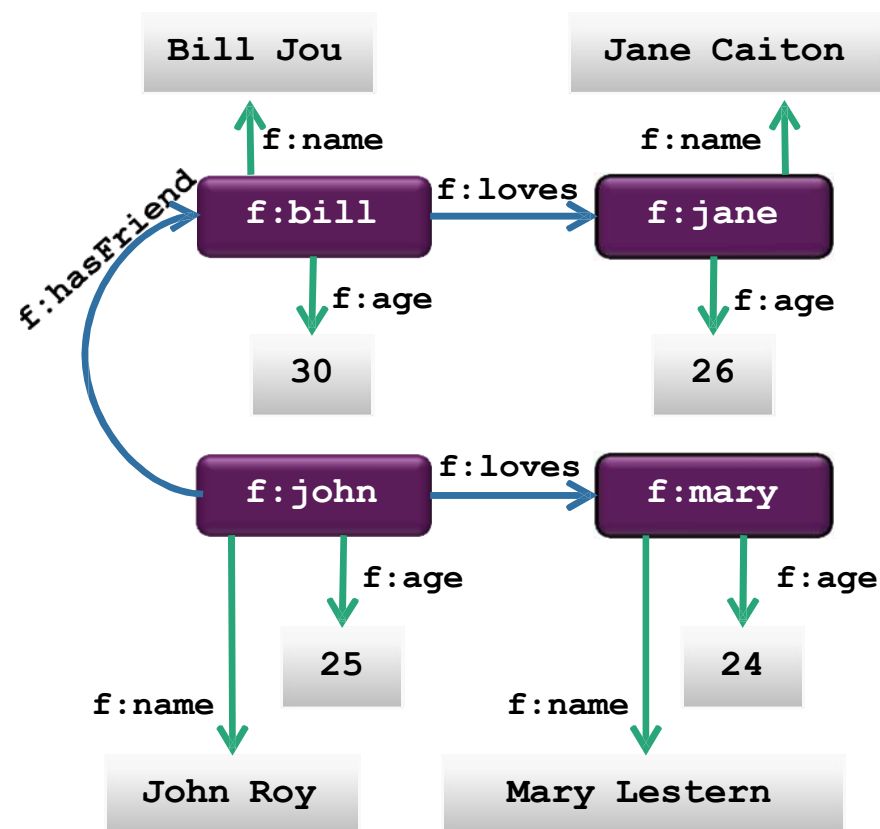 Bill Jou
Jane Caiton
f:name
f:name
f:hasFriend
f:bill
f:loves
f:jane
f:age
f:age
30
26
f:john
f:loves
f:mary
f:age
f:age
25
24
f:name
f:name
John Roy
Mary Lestern